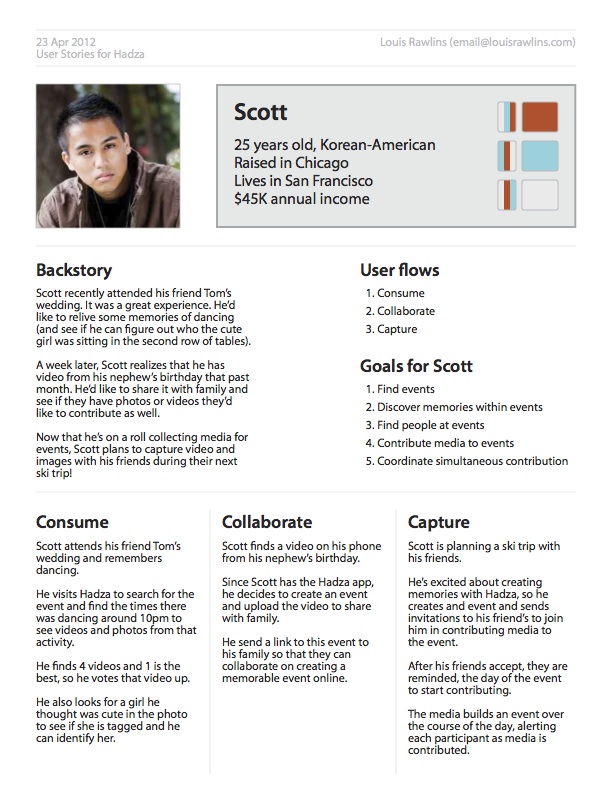 23 Apr 2012
User Stories for Hadza
Louis Rawlins (email@louisrawlins.com)
Scott
25 years old, Korean-American
Raised in Chicago
Lives in San Francisco
$45K annual income
Backstory
Scott recently attended his friend Tom's
wedding. It was a great experience. He'd
like to relive some memories of dancing
(and see if he can figure out who the cute
girl was sitting in the second row of tables).
A week later, Scott realizes that he has
video from his nephew's birthday that past
month. He'd like to share it with family and
see if they have photos or videos they'd
like to contribute as well.
Now that he's on a roll collecting media for
events, Scott plans to capture video and
images with his friends during their next
ski trip!
User flows
1. Consume
2. Collaborate
3. Capture
Goals for Scott
1. Find events
2. Discover memories within events
3. Find people at events
4. Contribute media to events
5. Coordinate simultaneous contribution
Consume
Scott attends his friend Tom's
wedding and remembers
dancing.
He visits Hadza to search for the
event and find the times there
was dancing around 10pm to
see videos and photos from that
activity.
He finds 4 videos and 1 is the
best, so he votes that video up.
He also looks for a girl he
thought was cute in the photo
to see if she is tagged and he
can identify her.
Collaborate
Scott finds a video on his phone
from his nephew's birthday.
Since Scott has the Hadza app,
he decides to create an event
and upload the video to share
with family.
He send a link to this event to
his family so that they can
collaborate on creating a
memorable event online.
Capture
Scott is planning a ski trip with
his friends.
He's excited about creating
memories with Hadza, so he
creates and event and sends
invitations to his friend's to join
him in contributing media to
the event.
After his friends accept, they are
reminded, the day of the event
to start contributing.
The media builds an event over
the course of the day, alerting
each participant as media is
contributed.